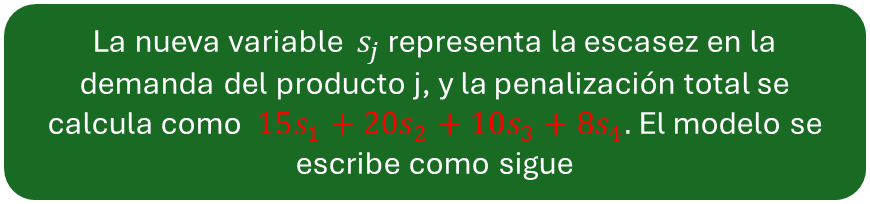 La nueva variable s_j representa la escasez en la
demanda del producto j, y la penalización total se
calcula como 15s₁ + 20s₂ + 10s₃ + 8s₄. El modelo se
escribe como sigue